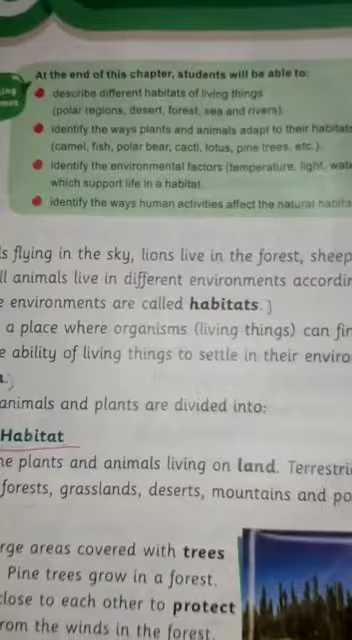 At the end of this chapter, students will be able to:
describe different habitats of living things
(polar regions, desert, forest, sea and rivers).
identify the ways plants and animals adapt to their habitats
(camel, fish, polar bear, cacti, lotus, pine trees, etc.).
identify the environmental factors (temperature, light, wat
which support life in a habitat.
identify the ways human activities affect the natural habita
s flying in the sky, lions live in the forest, sheep
ll animals live in different environments accordin
e environments are called habitats.)
a place where organisms (living things) can fin
e ability of living things to settle in their enviro
animals and plants are divided into:
Habitat
he plants and animals living on land. Terrestri
forests, grasslands, deserts, mountains and po
rge areas covered with trees
Pine trees grow in a forest.
close to each other to protect
rom the winds in the forest.